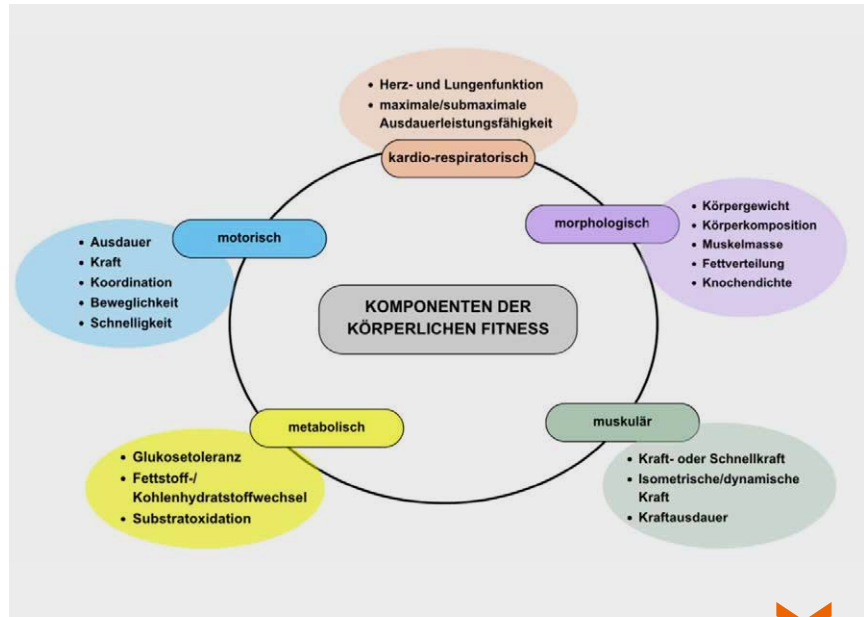 • Herz- und Lungenfunktion
• maximale/submaximale
Ausdauerleistungsfähigkeit
kardio-respiratorisch
morphologisch
• Körpergewicht
• Körperkomposition
• Muskelmasse
• Fettverteilung
• Knochendichte
motorisch
• Ausdauer
• Kraft
• Koordination
• Beweglichkeit
• Schnelligkeit
KOMPONENTEN DER
KÖRPERLICHEN FITNESS
metabolisch
• Glukosetoleranz
• Fettstoff-/
Kohlenhydratstoffwechsel
• Substratoxidation
muskulär
• Kraft- oder Schnellkraft
• Isometrische/dynamische
Kraft
• Kraftausdauer